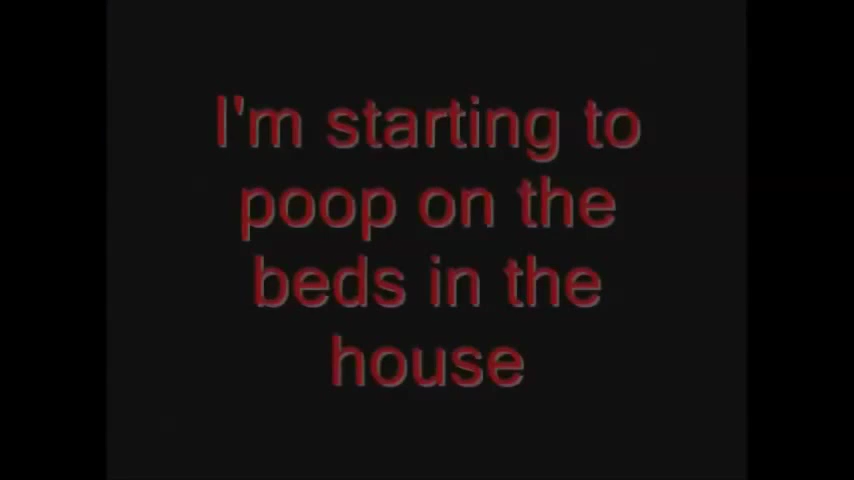 I'm starting to
poop on the
beds in the
house